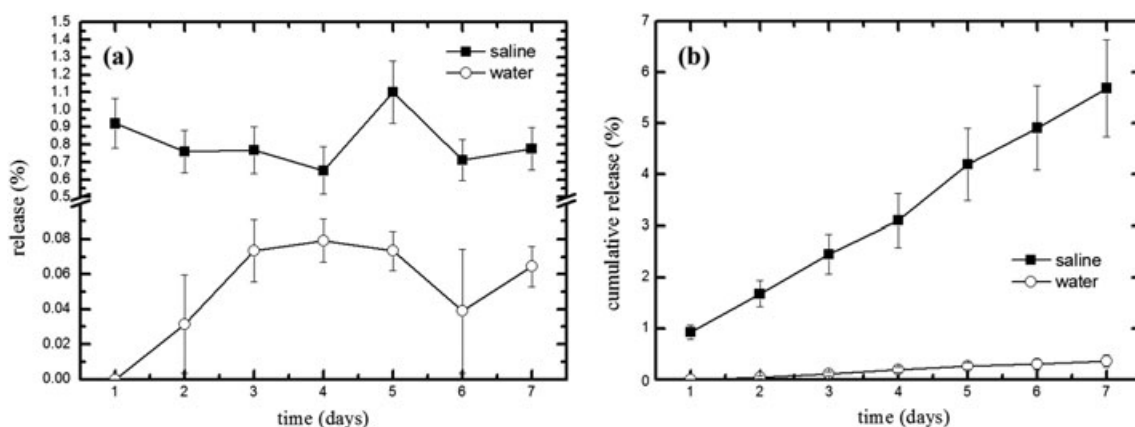 (a)
saline
water
1.5
1.4
1.3
1.2
1.1
1.0
0.9
0.8
0.7
0.6
0.5
0.08
0.06
0.04
0.02
0.00
release (%)
1 2 3 4 5 6 7
time (days)
(b)
7
6
5
4
3
2
1
0
cumulative release (%)
saline
water
1 2 3 4 5 6 7
time (days)